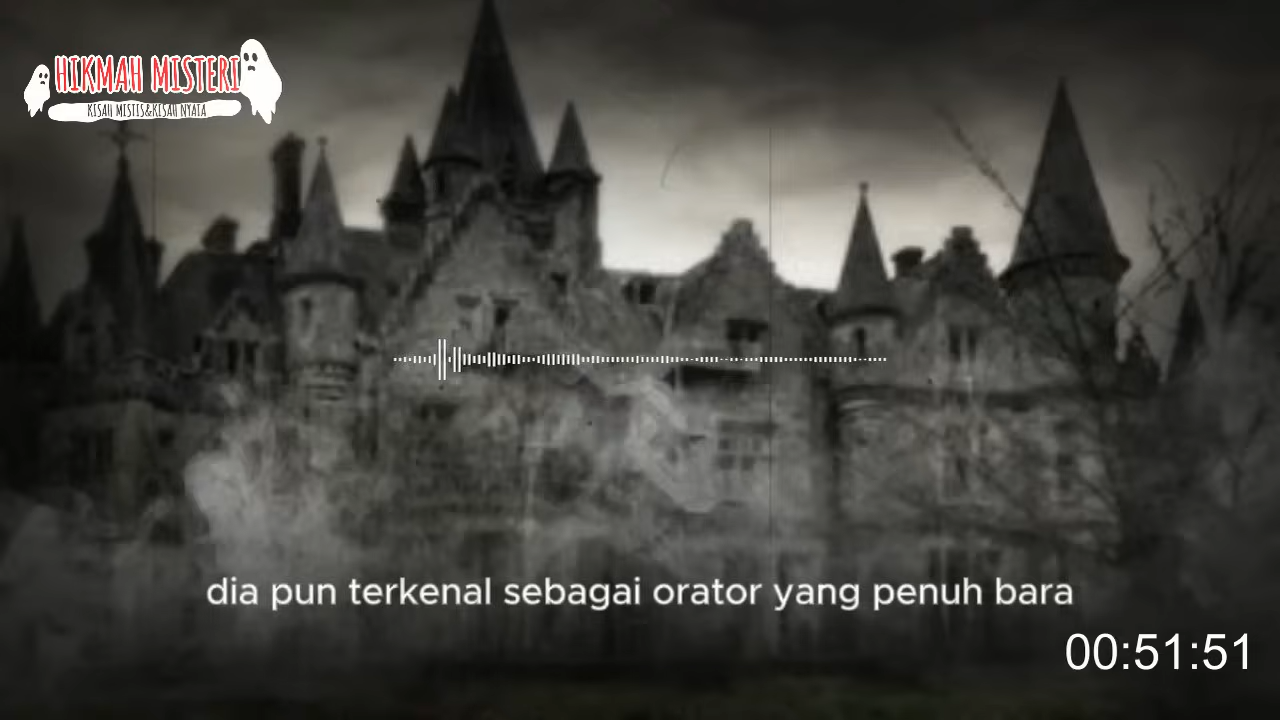 HIKMAH MISTERI
KISAH MISTIS&KISAH NYATA
dia pun terkenal sebagai orator yang penuh bara
00:51:51